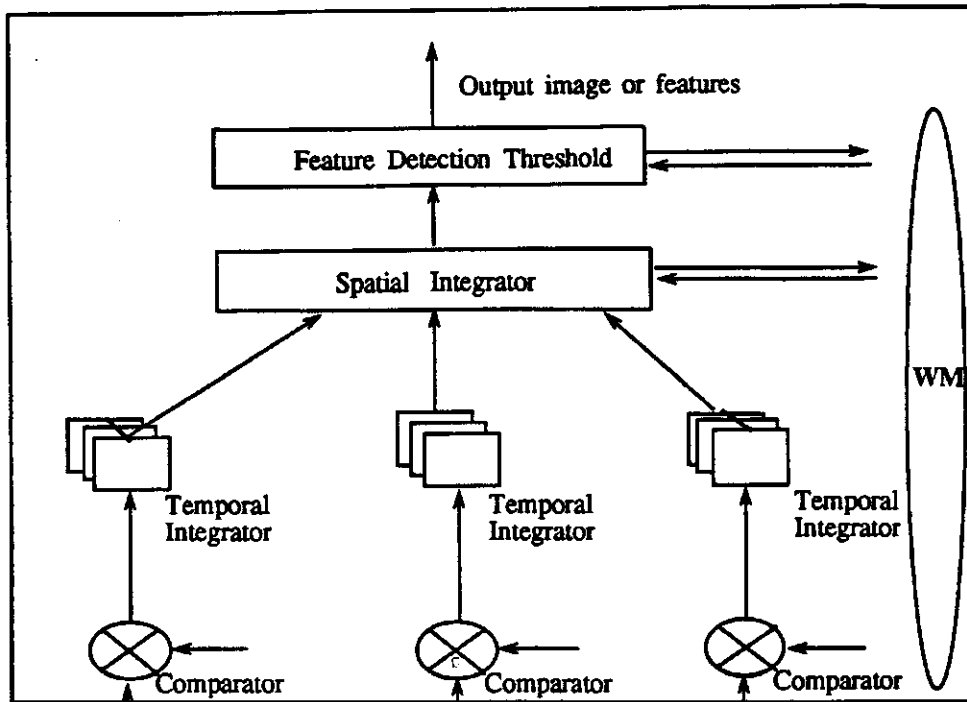 Output image or features
Feature Detection Threshold
Spatial Integrator
WM
Temporal
Integrator
Temporal
Integrator
Temporal
Integrator
Comparator
Comparator
Comparator